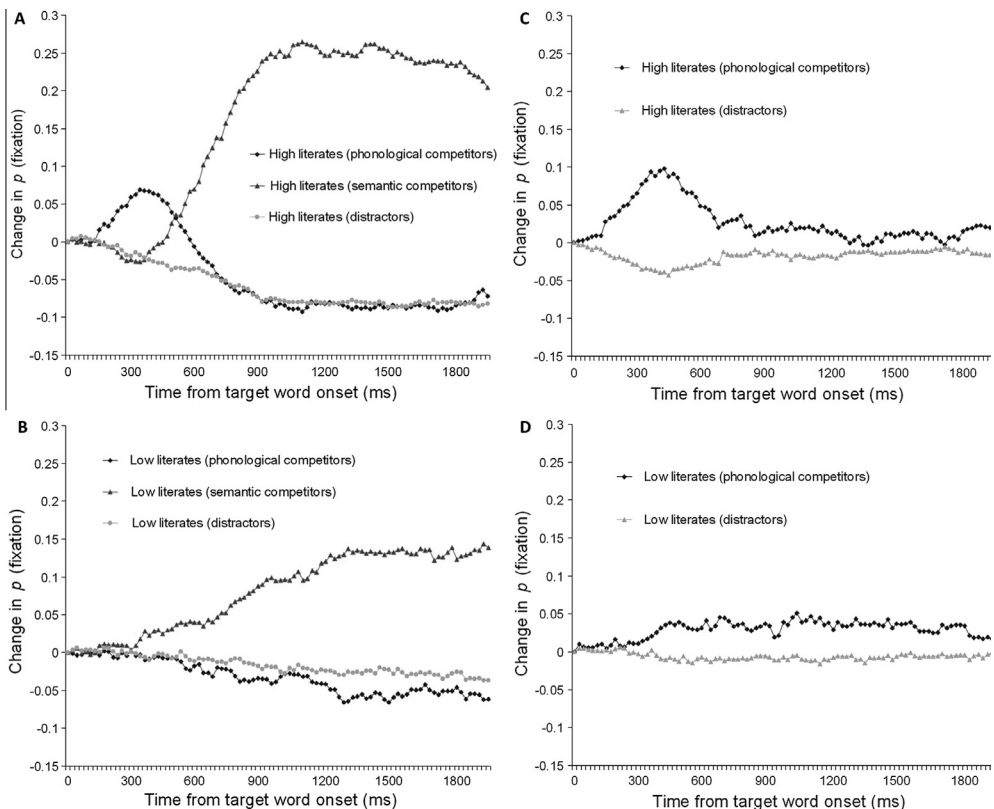 A
0.3
0.25
0.2
0.15
0.1
0.05
0
-0.05
-0.1
-0.15
Change in p (fixation)
High literates (phonological competitors)
High literates (semantic competitors)
High literates (distractors)
0 300 600 900 1200 1500 1800
Time from target word onset (ms)
C
0.3
0.25
0.2
0.15
0.1
0.05
0
-0.05
-0.1
-0.15
Change in p (fixation)
High literates (phonological competitors)
High literates (distractors)
0 300 600 900 1200 1500 1800
Time from target word onset (ms)
B
0.3
0.25
0.2
0.15
0.1
0.05
0
-0.05
-0.1
-0.15
Change in p (fixation)
Low literates (phonological competitors)
Low literates (semantic competitors)
Low literates (distractors)
0 300 600 900 1200 1500 1800
Time from target word onset (ms)
D
0.3
0.25
0.2
0.15
0.1
0.05
0
-0.05
-0.1
-0.15
Change in p (fixation)
Low literates (phonological competitors)
Low literates (distractors)
0 300 600 900 1200 1500 1800
Time from target word onset (ms)